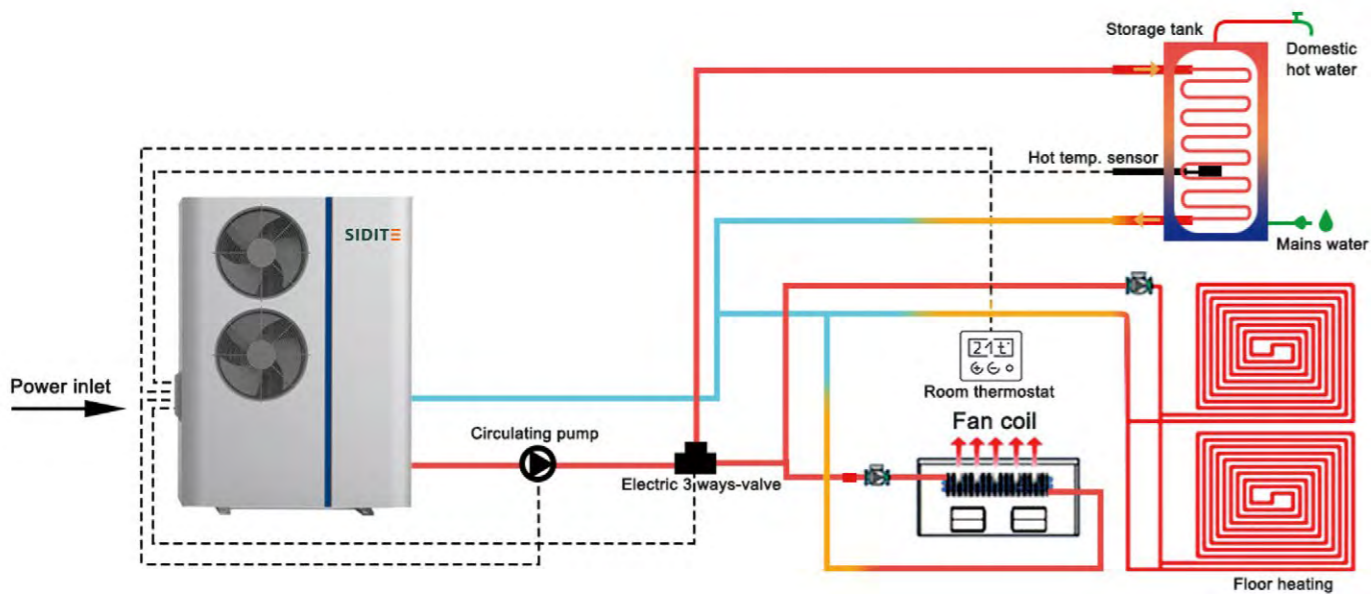 Storage tank
Domestic
hot water
Hot temp. sensor
SIDITE
Mains water
21t°
Room thermostat
Power inlet
Fan coil
Circulating pump
Electric 3 ways-valve
Floor heating